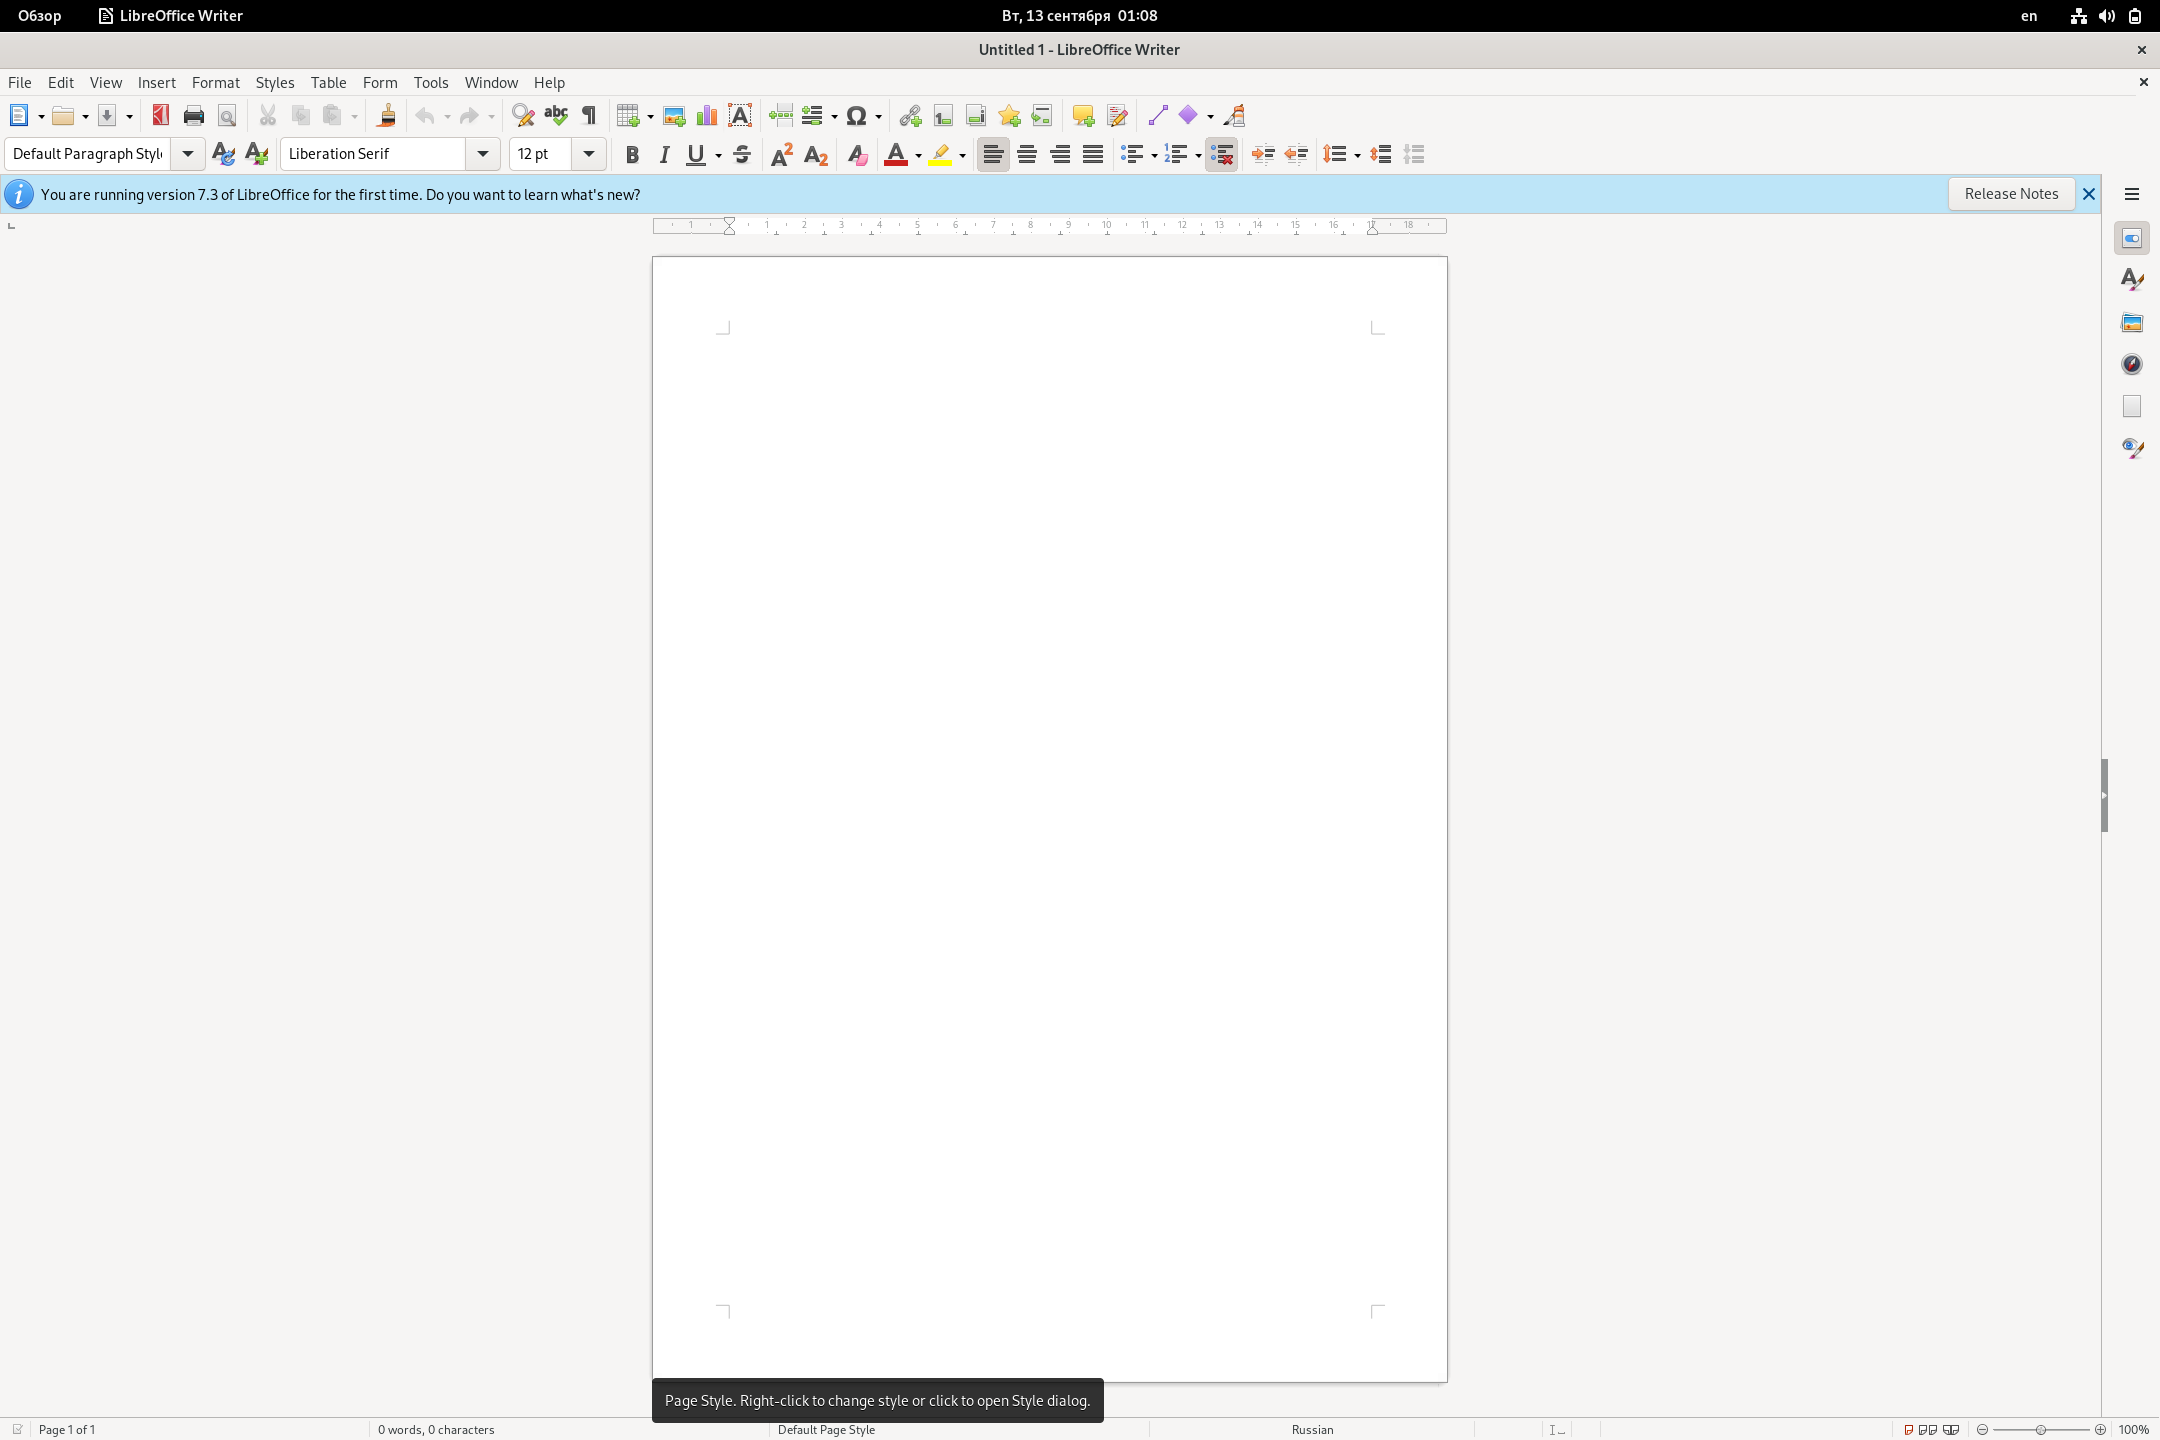 Обзор LibreOffice Writer Вт, 13 сентября 01:08 en
Untitled 1 - LibreOffice Writer
File Edit View Insert Format Styles Table Form Tools Window Help
Default Paragraph Styl Liberation Serif 12 pt
You are running version 7.3 of LibreOffice for the first time. Do you want to learn what's new? Release Notes
1 1 2 3 4 5 6 7 8 9 10 11 12 13 14 15 16 17 18
Page Style. Right-click to change style or click to open Style dialog.
Page 1 of 1 0 words, 0 characters Default Page Style Russian 100%